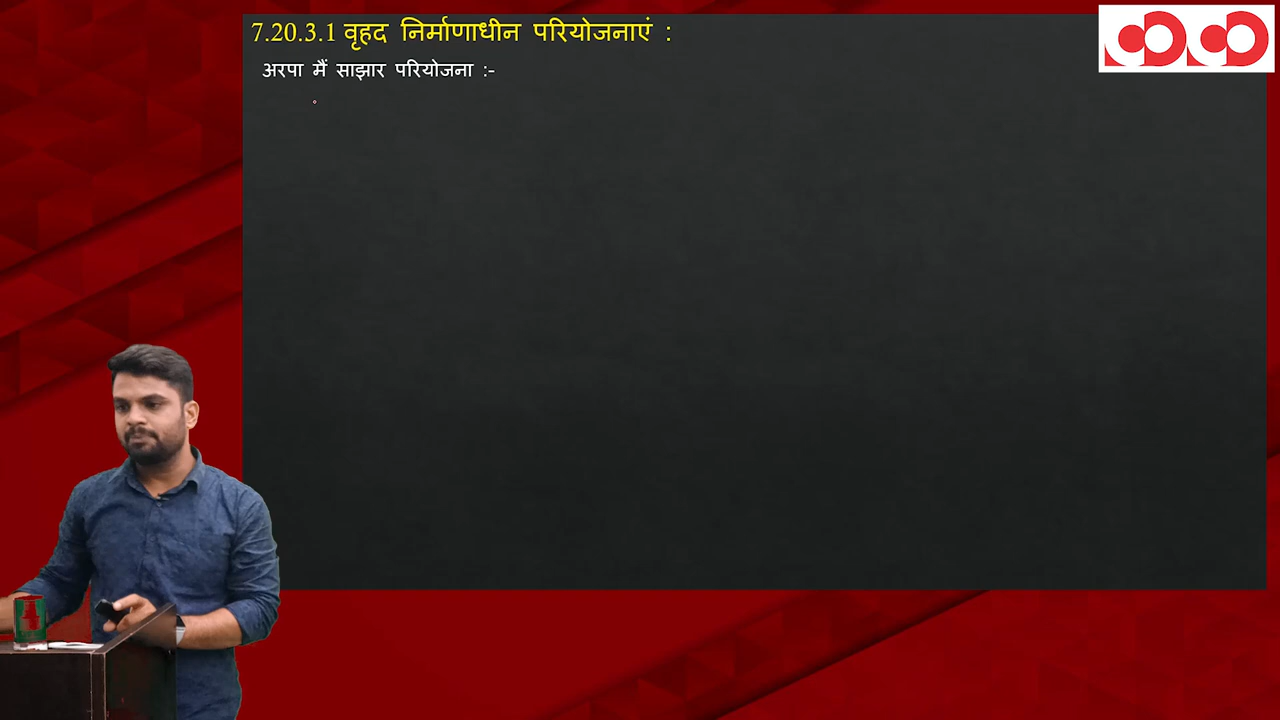 7.20.3.1 वृहद निर्माणाधीन परियोजनाएं :
अरपा मैं साझार परियोजना :-